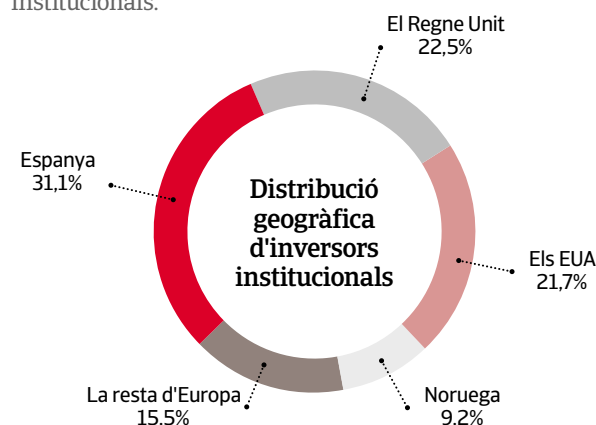 institucionals.
El Regne Unit
22,5%
Espanya
31,1%
Distribució
geogràfica
d'inversors
institucionals
Els EUA
21,7%
La resta d'Europa
15,5%
Noruega
9,2%